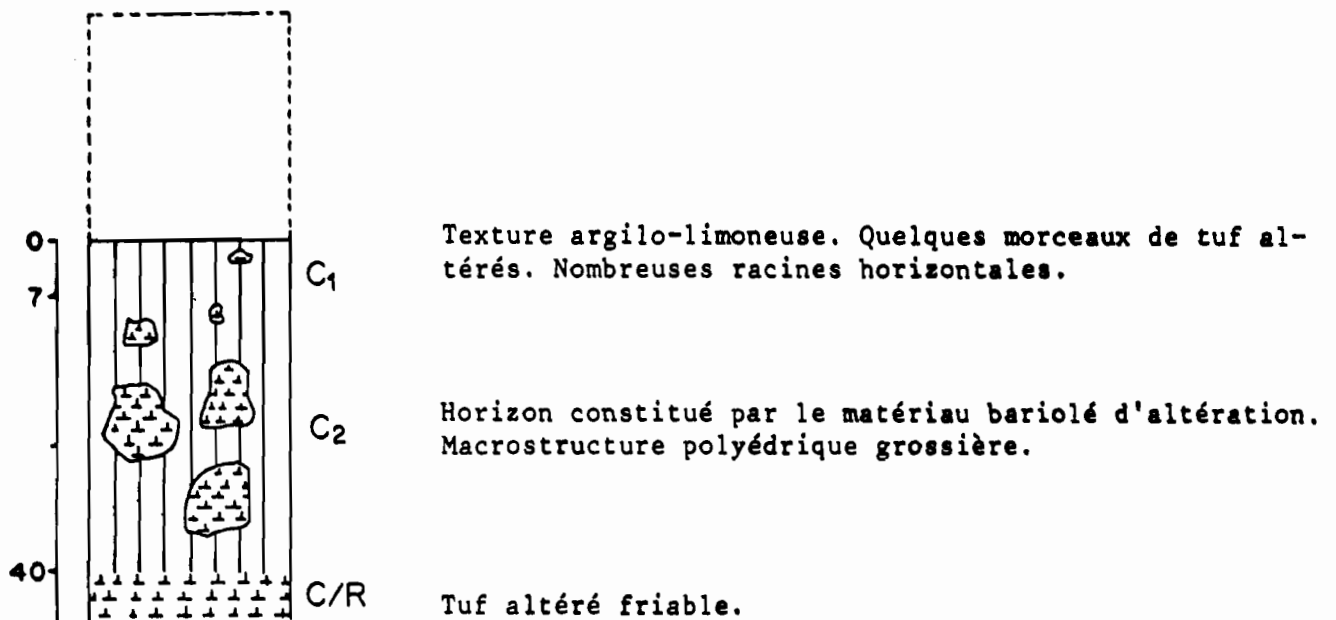 0
Texture argilo-limoneuse. Quelques morceaux de tuf al-
térés. Nombreuses racines horizontales.
C1
7
C2
Horizon constitué par le matériau bariolé d'altération.
Macrostructure polyédrique grossière.
40
C/R
Tuf altéré friable.